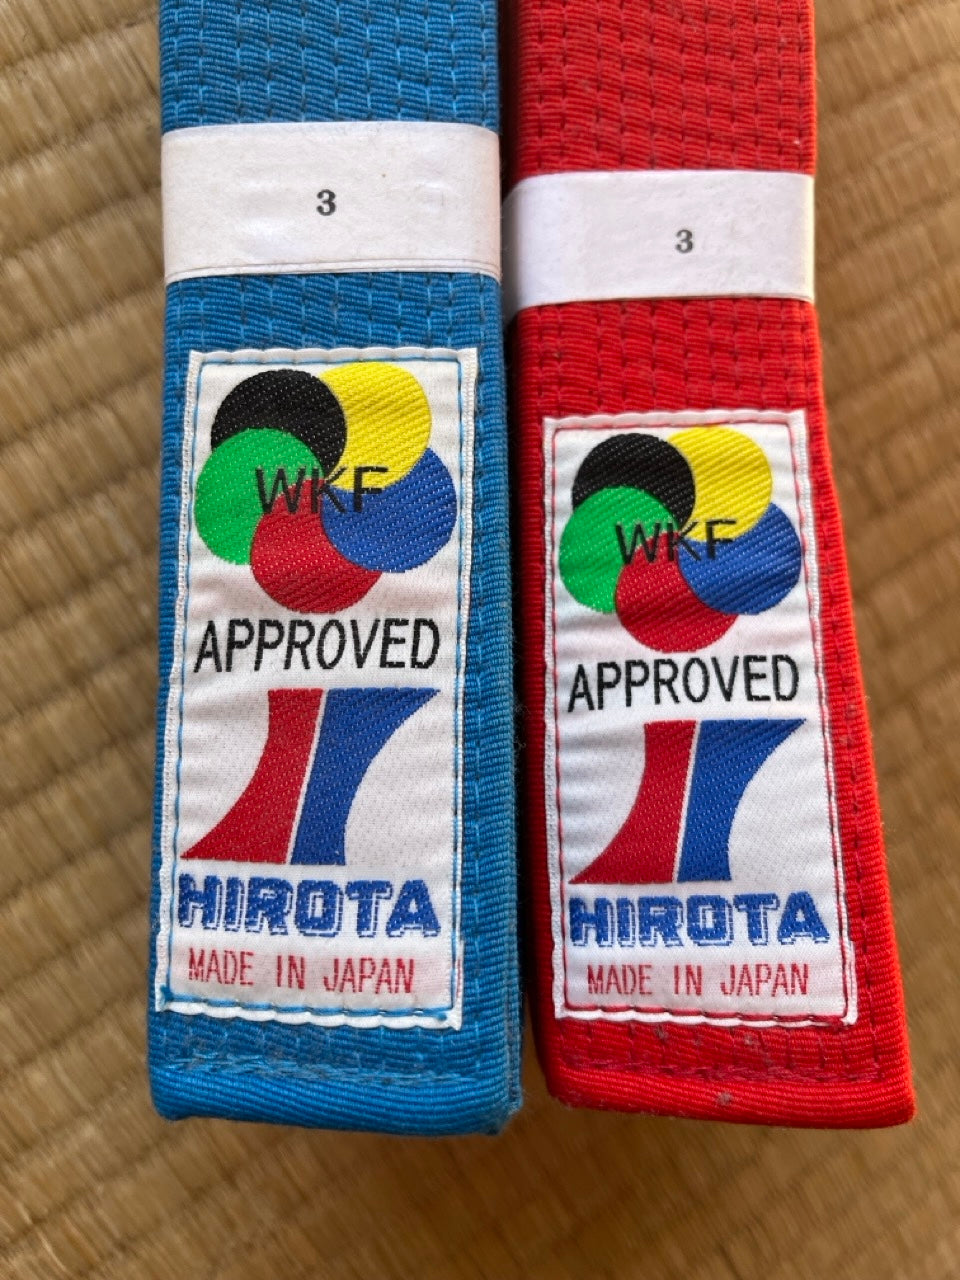 3
WKF
APPROVED
HIROTA
MADE IN JAPAN
3
WKF
APPROVED
HIROTA
MADE IN JAPAN